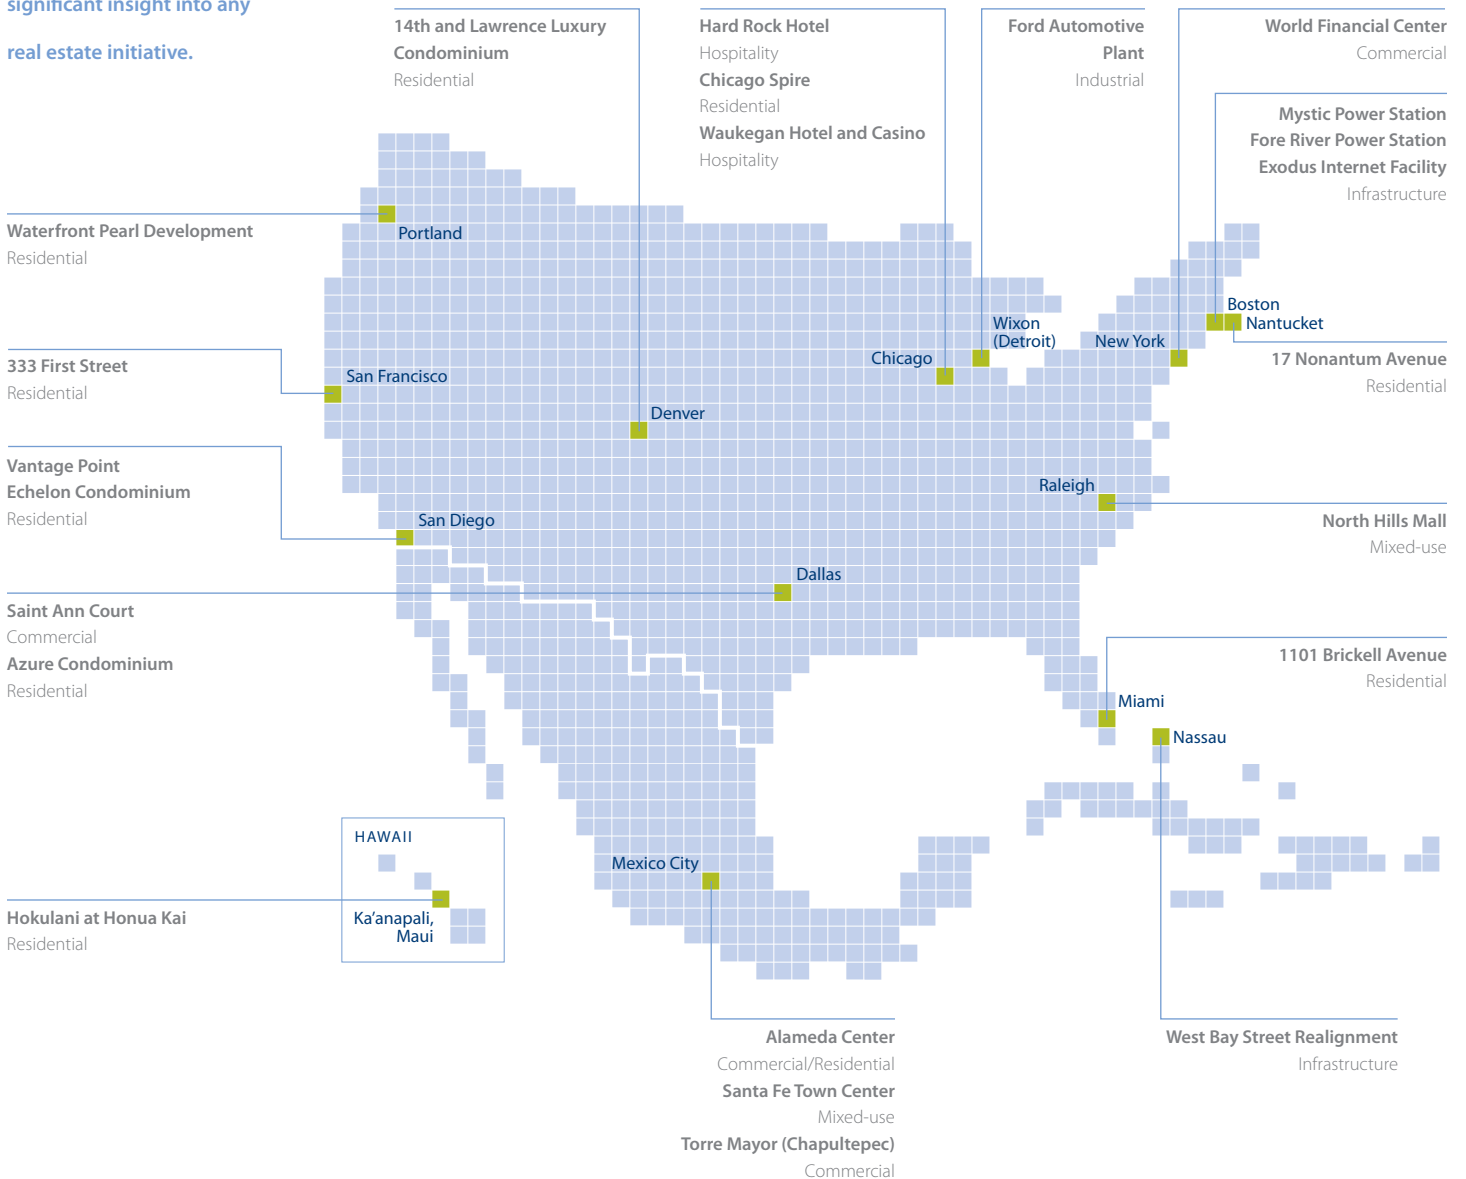 significant insight into any
real estate initiative.
14th and Lawrence Luxury
Condominium
Residential
Hard Rock Hotel
Hospitality
Chicago Spire
Residential
Waukegan Hotel and Casino
Hospitality
Ford Automotive
Plant
Industrial
World Financial Center
Commercial
Mystic Power Station
Fore River Power Station
Exodus Internet Facility
Infrastructure
Waterfront Pearl Development
Residential
Portland
Boston
Nantucket
Wixon
(Detroit)
New York
Chicago
17 Nonantum Avenue
Residential
333 First Street
Residential
San Francisco
Denver
Vantage Point
Echelon Condominium
Residential
San Diego
Raleigh
North Hills Mall
Mixed-use
Dallas
Saint Ann Court
Commercial
Azure Condominium
Residential
1101 Brickell Avenue
Residential
Miami
Nassau
HAWAII
Ka’anapali,
Maui
Mexico City
Hokulani at Honua Kai
Residential
Alameda Center
Commercial/Residential
Santa Fe Town Center
Mixed-use
Torre Mayor (Chapultepec)
Commercial
West Bay Street Realignment
Infrastructure